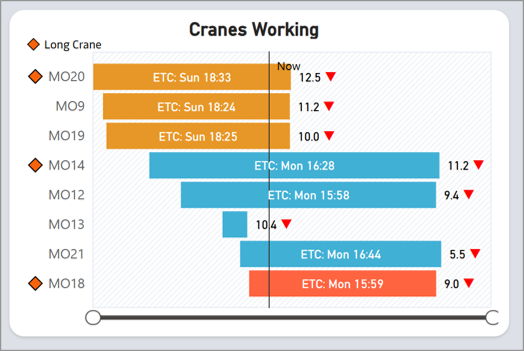 Cranes Working
Long Crane
Now
MO20 ETC: Sun 18:33 12.5
MO9 ETC: Sun 18:24 11.2
MO19 ETC: Sun 18:25 10.0
MO14 ETC: Mon 16:28 11.2
MO12 ETC: Mon 15:58 9.4
MO13 10.4
MO21 ETC: Mon 16:44 5.5
MO18 ETC: Mon 15:59 9.0